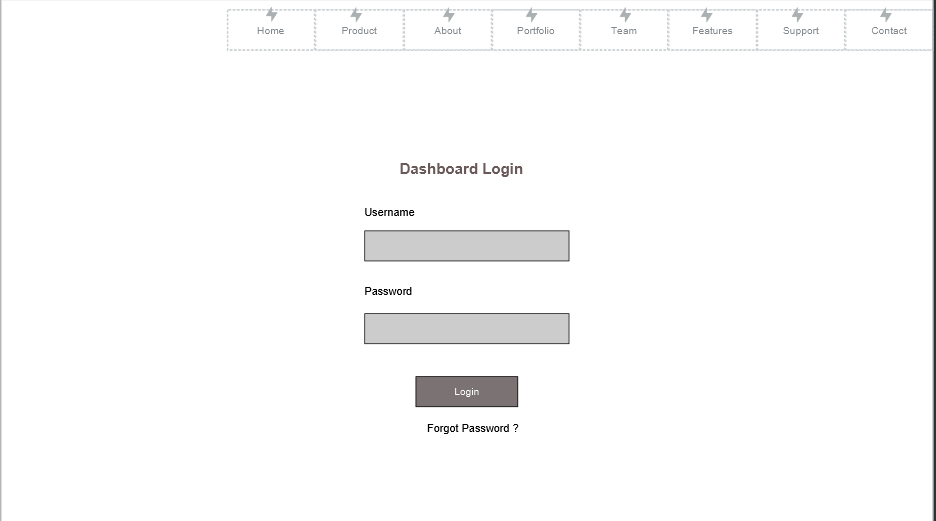 Home Product About Portfolio Team Features Support Contact
Dashboard Login
Username
Password
Login
Forgot Password ?